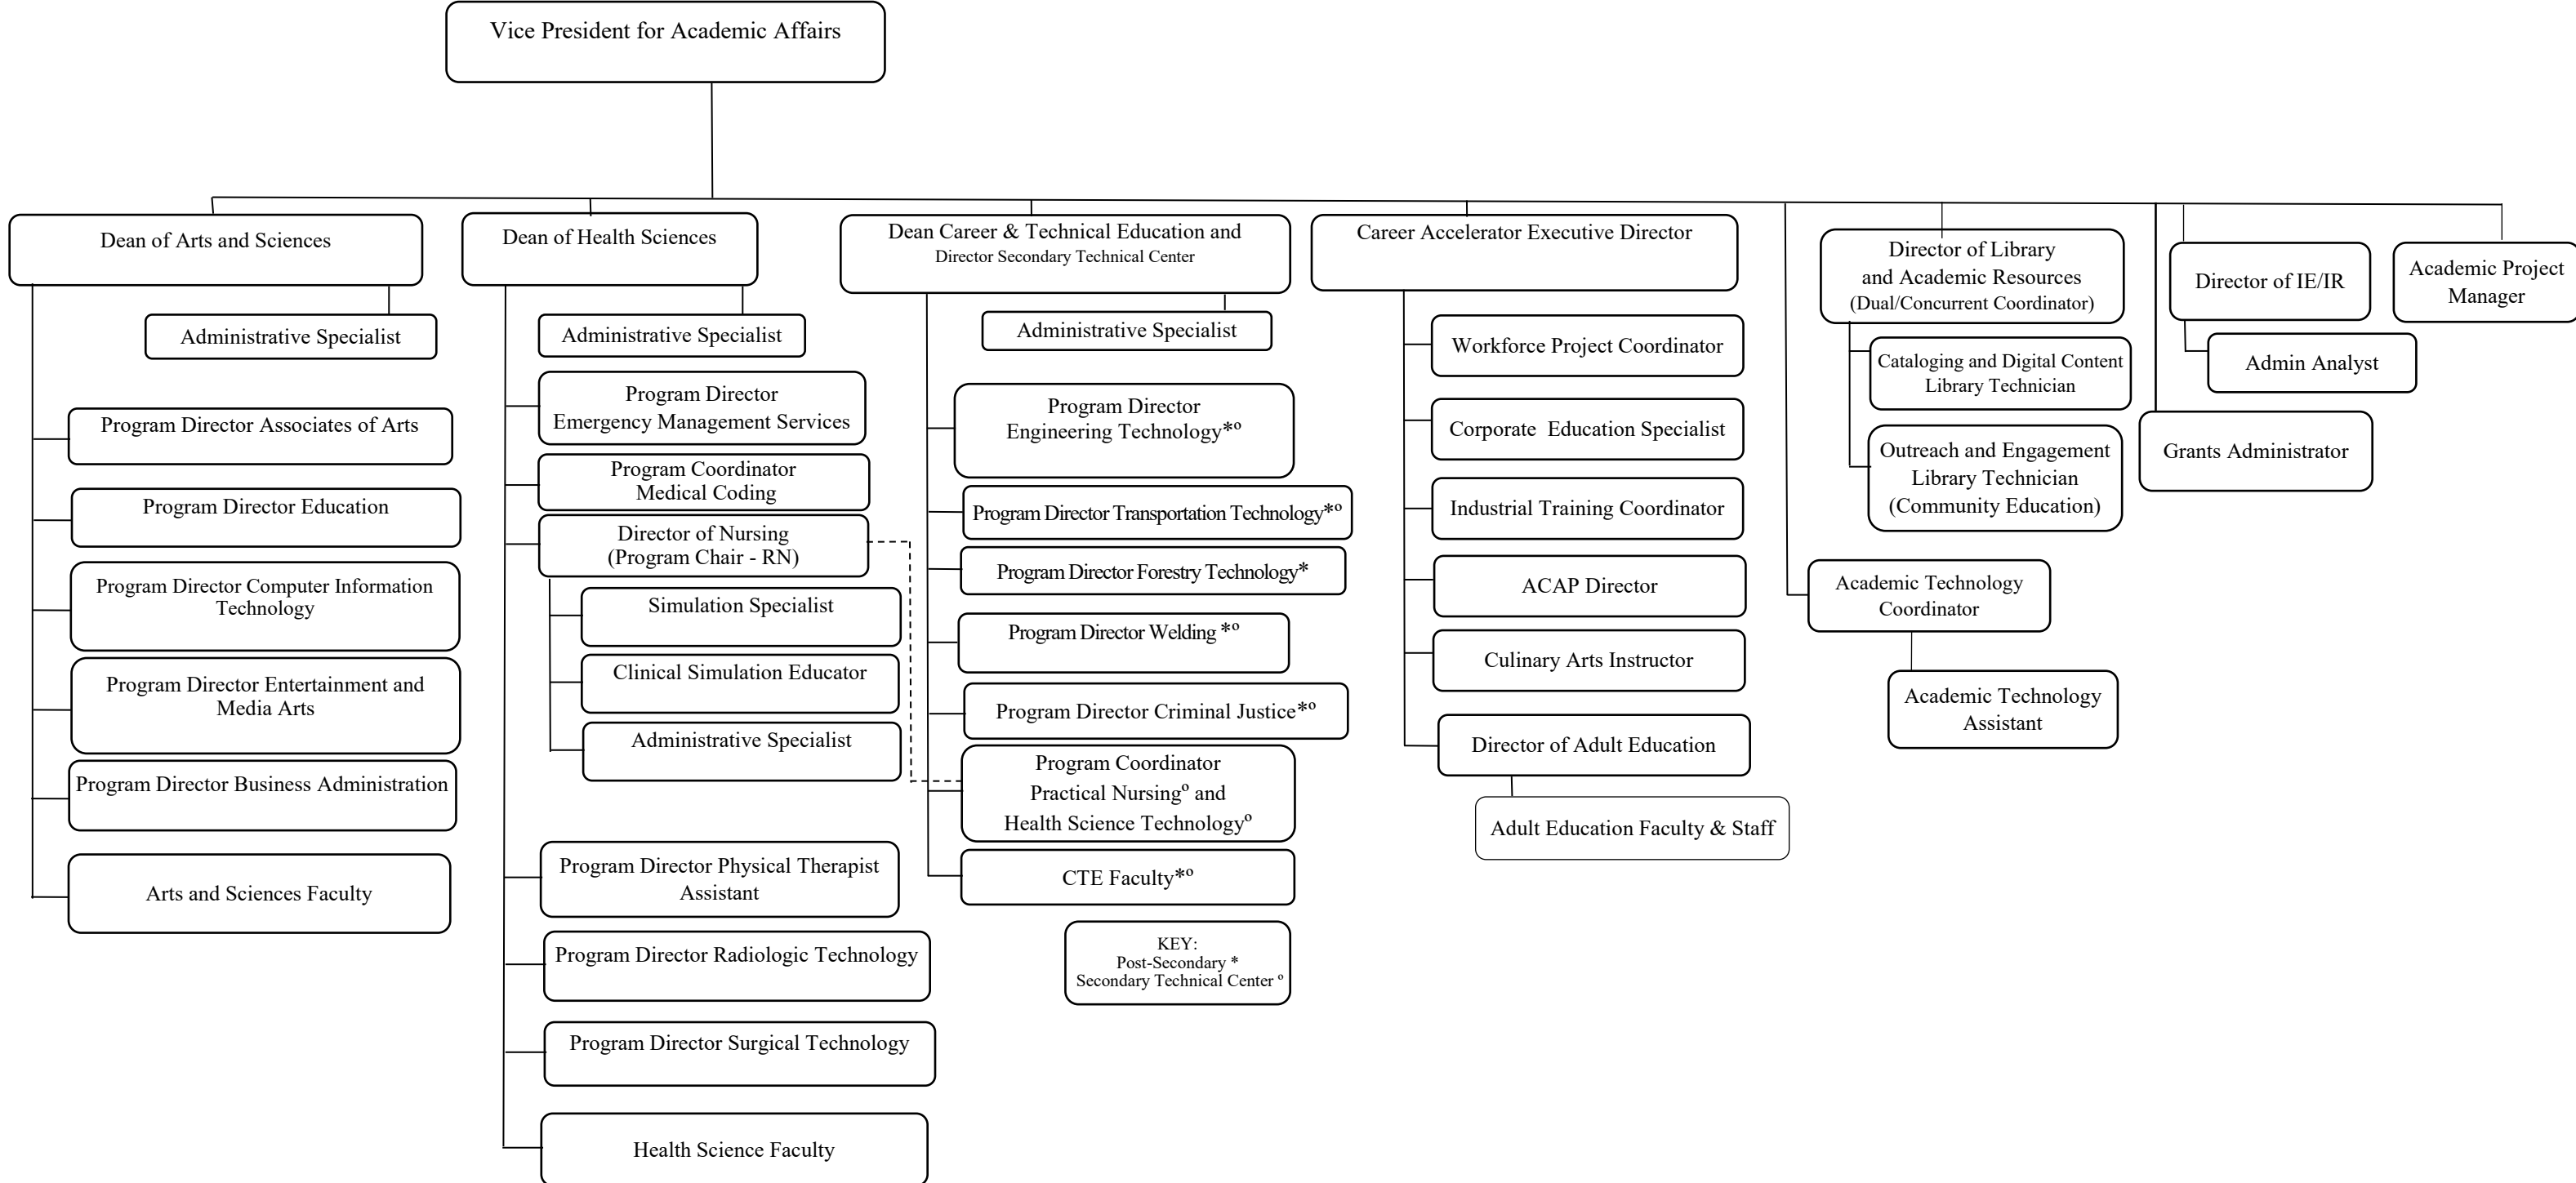 Vice President for Academic Affairs
Dean of Arts and Sciences
Administrative Specialist
Program Director Associates of Arts
Program Director Education
Program Director Computer Information
Technology
Program Director Entertainment and
Media Arts
Program Director Business Administration
Arts and Sciences Faculty
Dean of Health Sciences
Administrative Specialist
Program Director
Emergency Management Services
Program Coordinator
Medical Coding
Director of Nursing
(Program Chair - RN)
Simulation Specialist
Clinical Simulation Educator
Administrative Specialist
Program Director Physical Therapist
Assistant
Program Director Radiologic Technology
Program Director Surgical Technology
Health Science Faculty
Dean Career & Technical Education and
Director Secondary Technical Center
Administrative Specialist
Program Director
Engineering Technology*º
Program Director Transportation Technology*º
Program Director Forestry Technology*
Program Director Welding *º
Program Director Criminal Justice*º
Program Coordinator
Practical Nursingº and
Health Science Technologyº
CTE Faculty*º
KEY:
Post-Secondary *
Secondary Technical Center º
Career Accelerator Executive Director
Workforce Project Coordinator
Corporate  Education Specialist
Industrial Training Coordinator
ACAP Director
Culinary Arts Instructor
Director of Adult Education
Adult Education Faculty & Staff
Director of Library
and Academic Resources
(Dual/Concurrent Coordinator)
Cataloging and Digital Content
Library Technician
Outreach and Engagement
Library Technician
(Community Education)
Academic Technology
Coordinator
Academic Technology
Assistant
Director of IE/IR
Admin Analyst
Grants Administrator
Academic Project
Manager